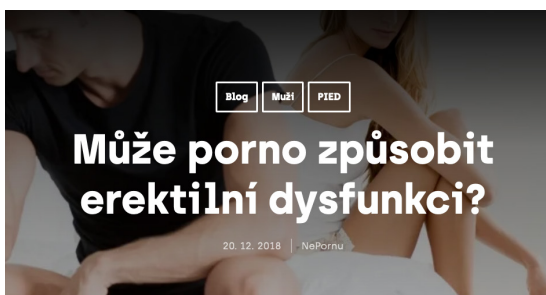 Blog Muži PIED
Může porno způsobit
erektilní dysfunkci?
20. 12. 2018 | NePornu